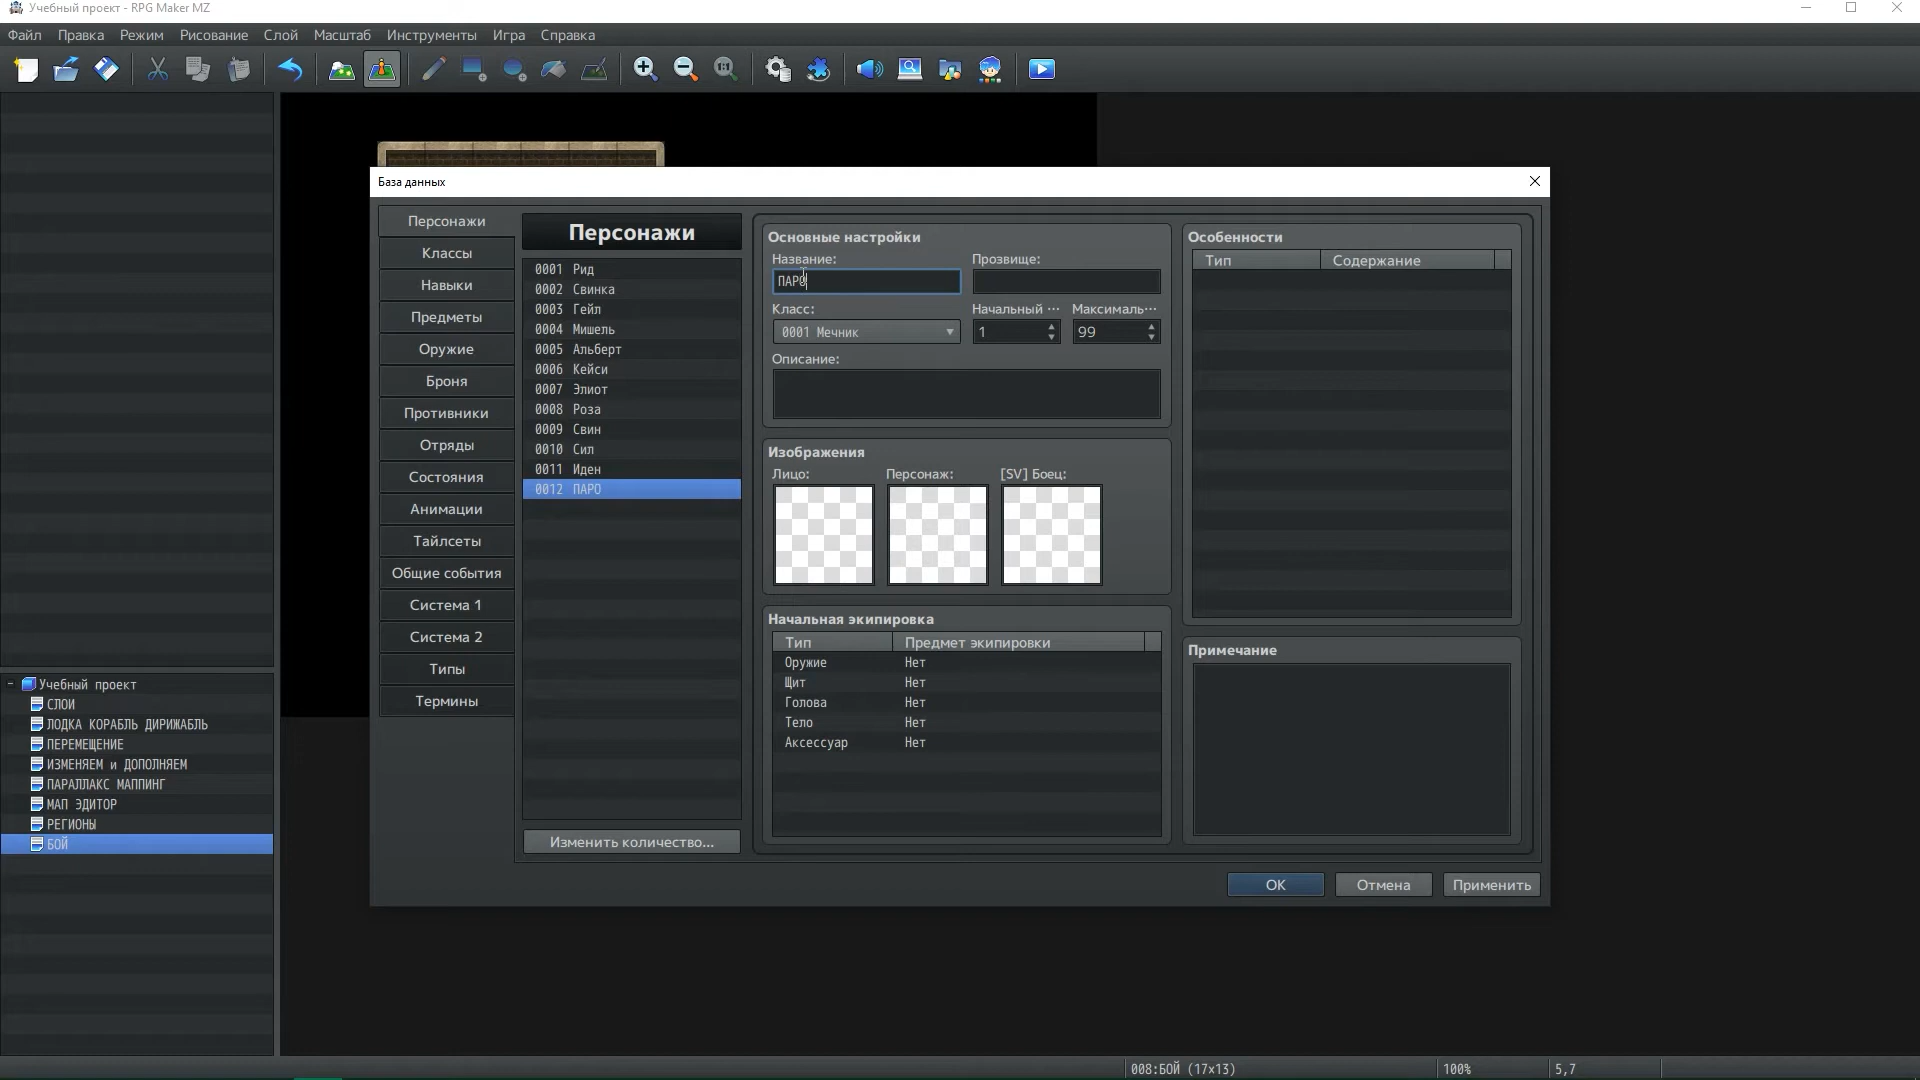 Учебный проект - RPG Maker MZ
Файл Правка Режим Рисование Слой Масштаб Инструменты Игра Справка
1:1
База данных
Персонажи
Классы
Навыки
Предметы
Оружие
Броня
Противники
Отряды
Состояния
Анимации
Тайлсеты
Общие события
Система 1
Система 2
Типы
Термины
Персонажи
0001 Рид
0002 Свинка
0003 Гейл
0004 Мишель
0005 Альберт
0006 Кейси
0007 Элиот
0008 Роза
0009 Свин
0010 Сил
0011 Иден
0012 ПАРО
Изменить количество...
Основные настройки
Название: Прозвище:
ПАРО
Класс: Начальный ··· Максималь···
0001 Мечник 1 99
Описание:
Изображения
Лицо: Персонаж: [SV] Боец:
Начальная экипировка
Тип Предмет экипировки
Оружие Нет
Щит Нет
Голова Нет
Тело Нет
Аксессуар Нет
Особенности
Тип Содержание
Примечание
OK Отмена Применить
Учебный проект
СЛОИ
ЛОДКА КОРАБЛЬ ДИРИЖАБЛЬ
ПЕРЕМЕЩЕНИЕ
ИЗМЕНЯЕМ и ДОПОЛНЯЕМ
ПАРАЛЛАКС МАППИНГ
МАП ЭДИТОР
РЕГИОНЫ
БОЙ
008:БОЙ (17×13) 100% 5,7